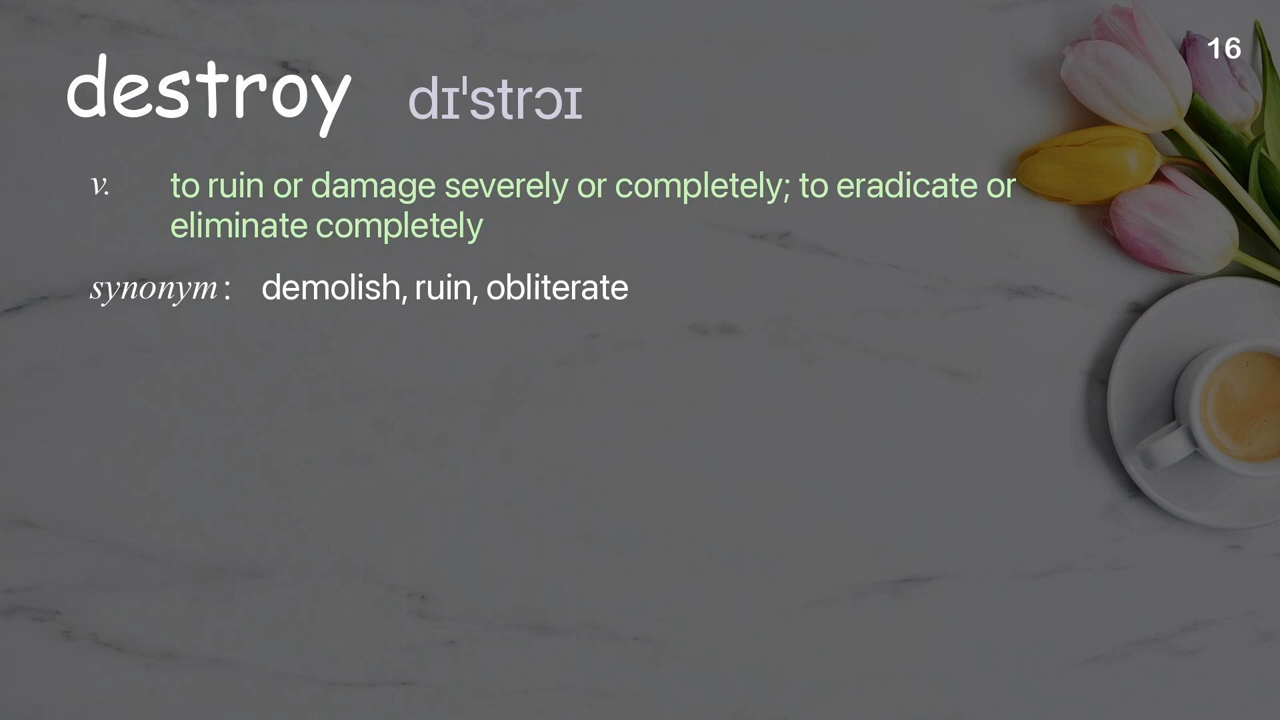 16
destroy dɪˈstrɔɪ
v. to ruin or damage severely or completely; to eradicate or
eliminate completely
synonym : demolish, ruin, obliterate